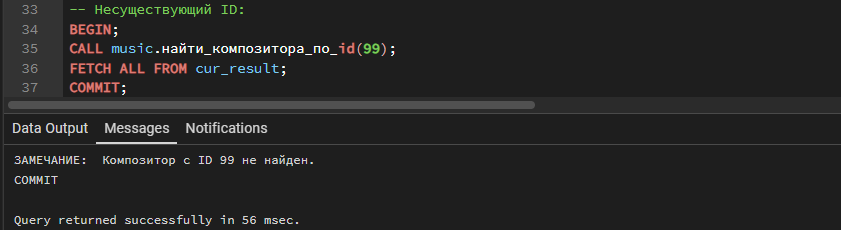 33 -- Несуществующий ID:
34 BEGIN;
35 CALL music.найти_композитора_по_id(99);
36 FETCH ALL FROM cur_result;
37 COMMIT;
Data Output Messages Notifications
ЗАМЕЧАНИЕ: Композитор с ID 99 не найден.
COMMIT
Query returned successfully in 56 msec.